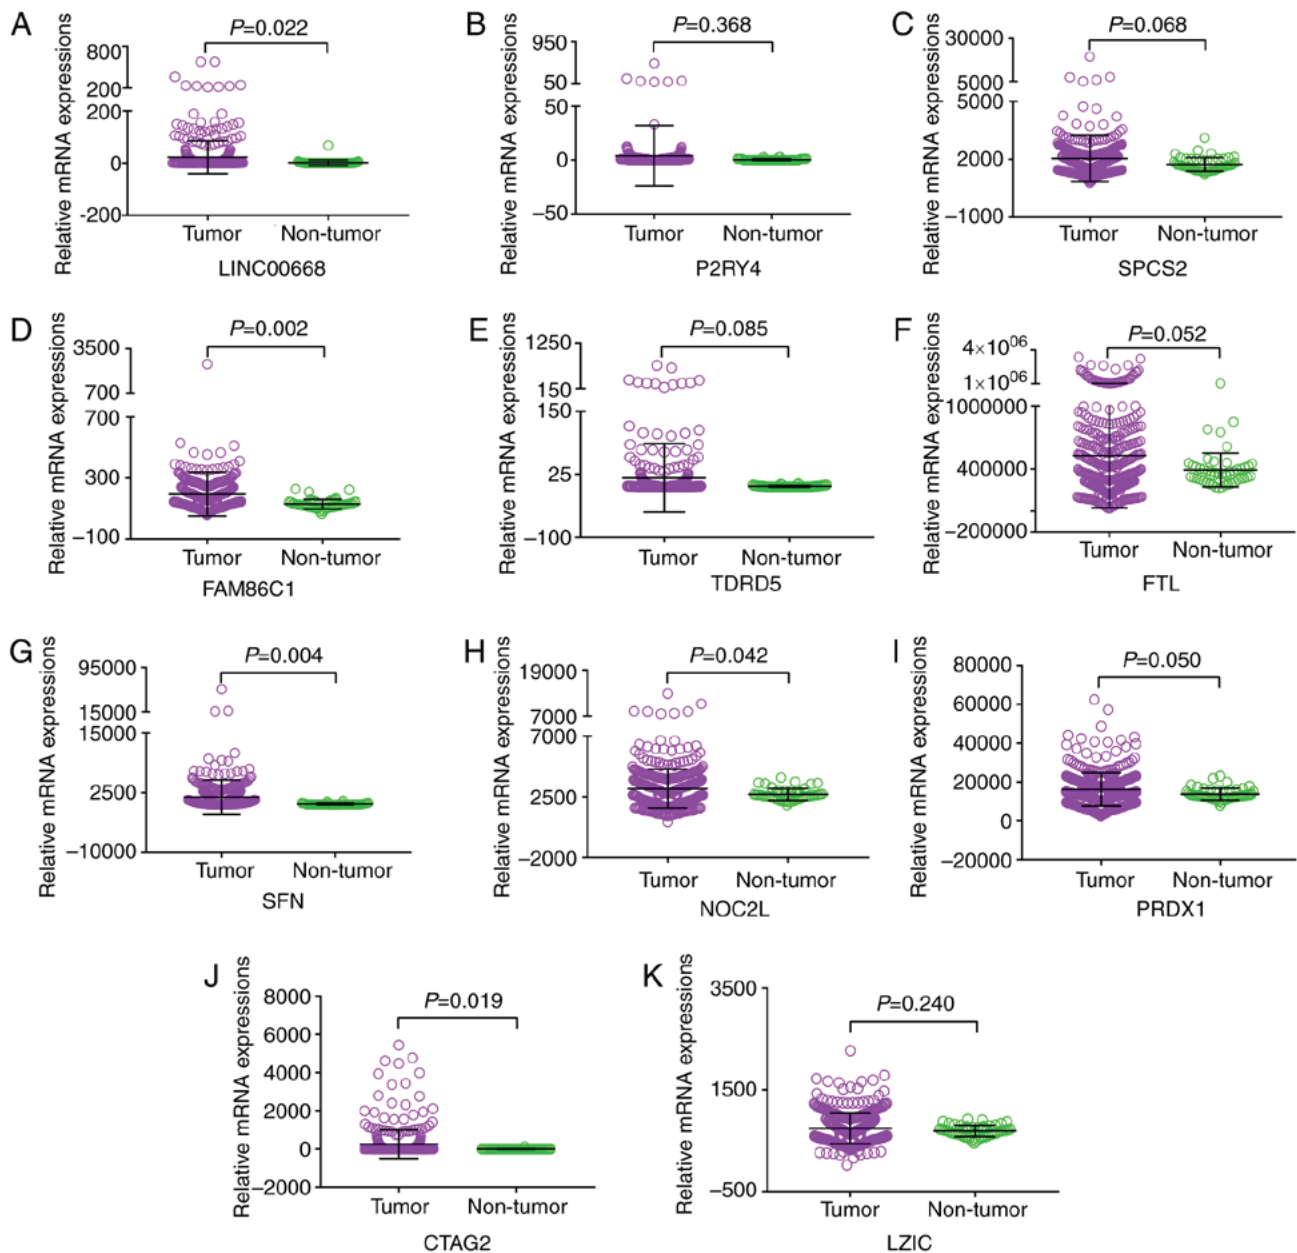 A
P=0.022
Relative mRNA expressions
800
200
200
0
-200
Tumor Non-tumor
LINC00668
B
P=0.368
Relative mRNA expressions
950
50
50
0
−50
Tumor Non-tumor
P2RY4
C
P=0.068
Relative mRNA expressions
30000
5000
5000
2000
−1000
Tumor Non-tumor
SPCS2
D
P=0.002
Relative mRNA expressions
3500
700
700
300
−100
Tumor Non-tumor
FAM86C1
E
P=0.085
Relative mRNA expressions
1250
150
150
25
−100
Tumor Non-tumor
TDRD5
F
P=0.052
Relative mRNA expressions
4×10^06
1×10^06
1000000
400000
−200000
Tumor Non-tumor
FTL
G
P=0.004
Relative mRNA expressions
95000
15000
15000
2500
−10000
Tumor Non-tumor
SFN
H
P=0.042
Relative mRNA expressions
19000
7000
7000
2500
−2000
Tumor Non-tumor
NOC2L
I
P=0.050
Relative mRNA expressions
80000
60000
40000
20000
0
−20000
Tumor Non-tumor
PRDX1
J
P=0.019
Relative mRNA expressions
8000
6000
4000
2000
0
−2000
Tumor Non-tumor
CTAG2
K
P=0.240
Relative mRNA expressions
3500
1500
−500
Tumor Non-tumor
LZIC